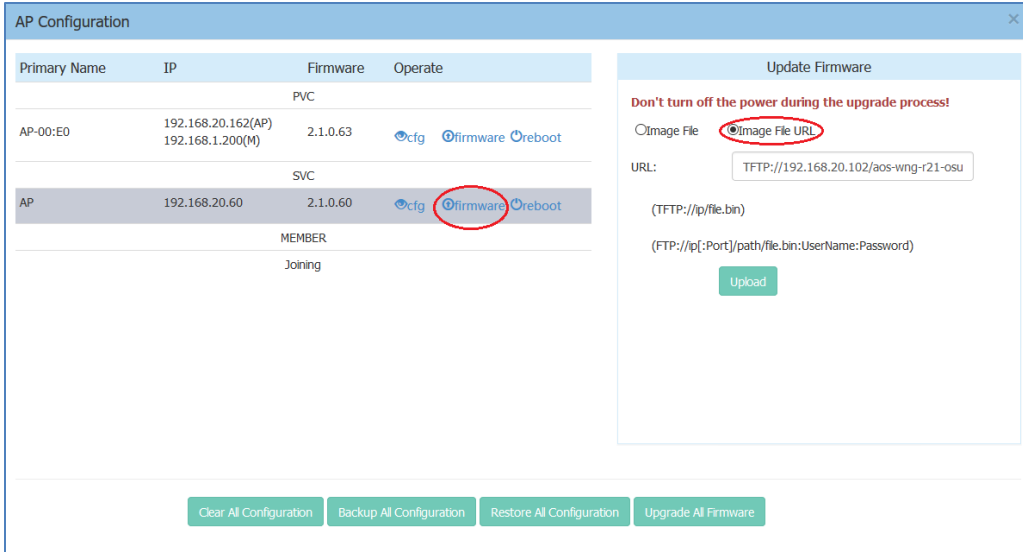 AP Configuration
×
Primary Name IP Firmware Operate
PVC
AP-00:E0 192.168.20.162(AP) 192.168.1.200(M) 2.1.0.63 cfg firmware reboot
SVC
AP 192.168.20.60 2.1.0.60 cfg firmware reboot
MEMBER
Joining
Update Firmware
Don't turn off the power during the upgrade process!
Image File Image File URL
URL: TFTP://192.168.20.102/aos-wng-r21-osu
(TFTP://ip/file.bin)
(FTP://ip[:Port]/path/file.bin:UserName:Password)
Upload
Clear All Configuration Backup All Configuration Restore All Configuration Upgrade All Firmware